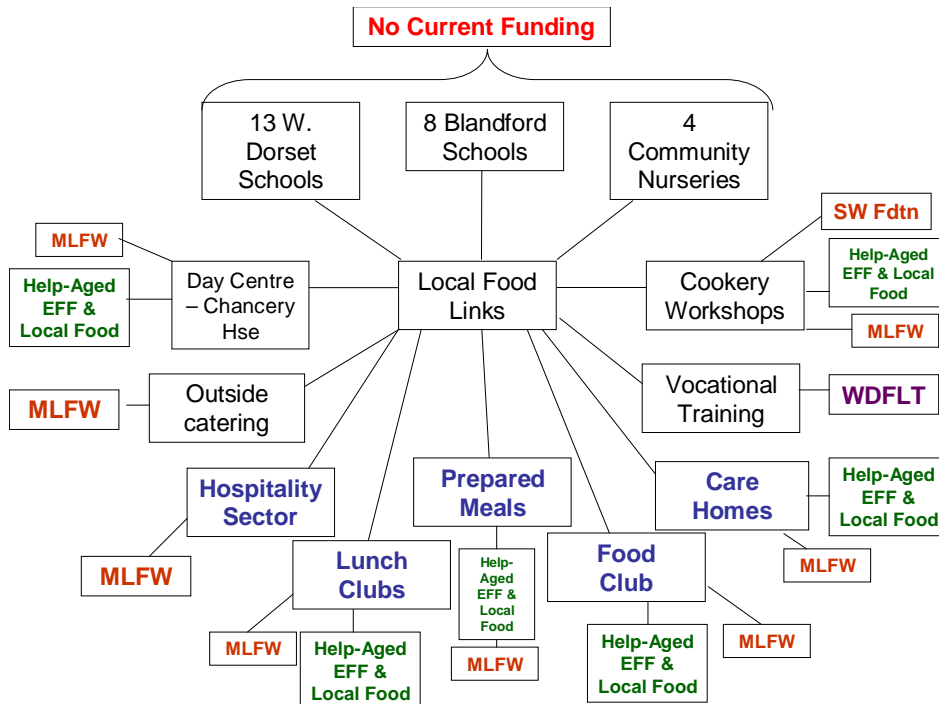 No Current Funding
13 W.
Dorset
Schools
8 Blandford
Schools
4
Community
Nurseries
SW Fdtn
MLFW
Help-Aged
EFF &
Local Food
Day Centre
– Chancery
Hse
Local Food
Links
Cookery
Workshops
Help-Aged
EFF & Local
Food
MLFW
MLFW
Outside
catering
Vocational
Training
WDFLT
Hospitality
Sector
Prepared
Meals
Care
Homes
Help-Aged
EFF &
Local Food
MLFW
Lunch
Clubs
Help-
Aged
EFF &
Local
Food
Food
Club
MLFW
MLFW
Help-Aged
EFF &
Local Food
MLFW
Help-Aged
EFF &
Local Food
MLFW